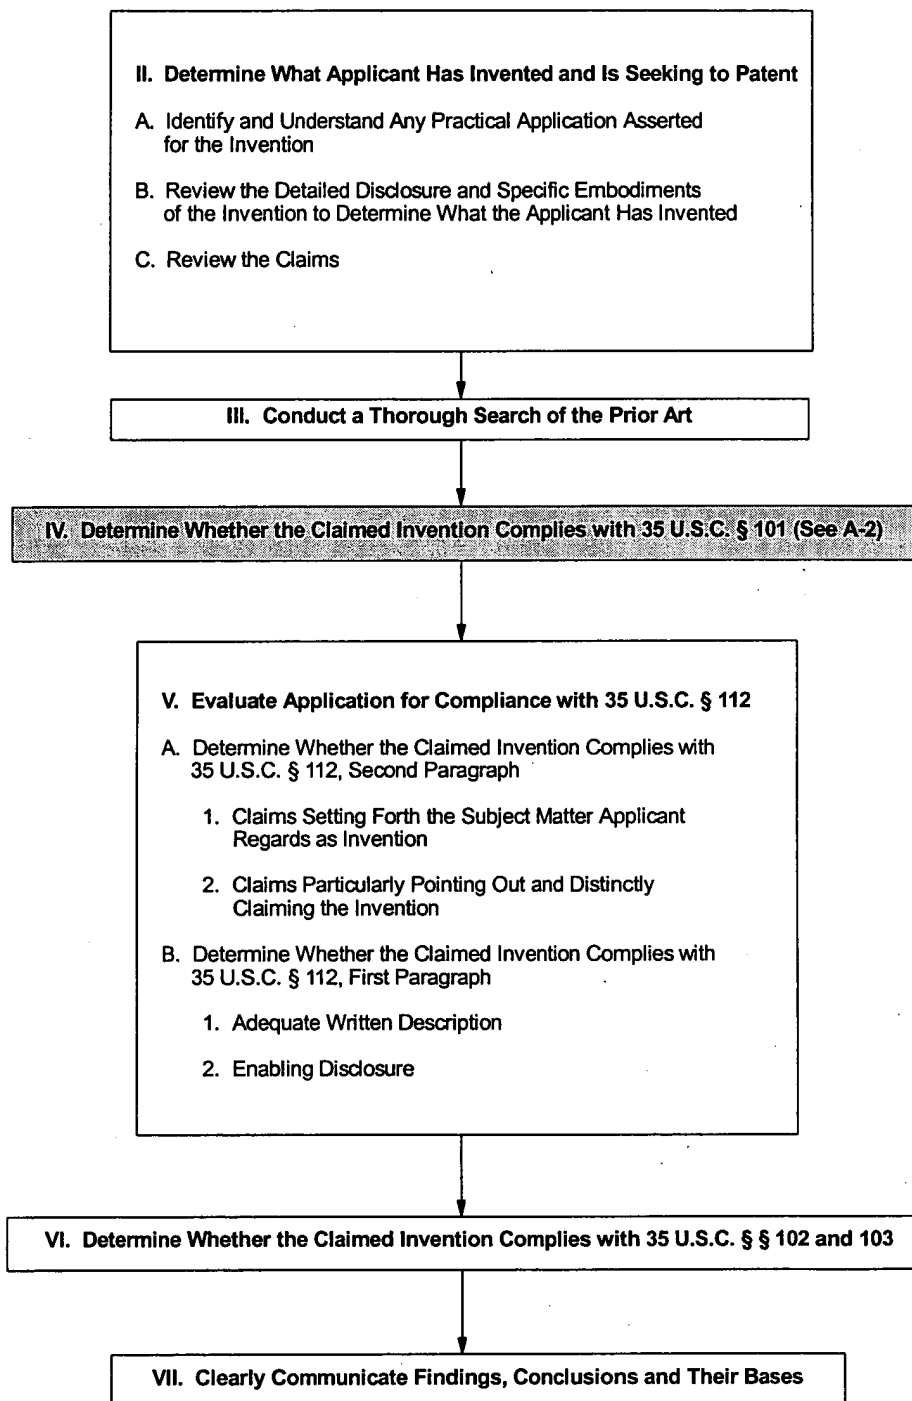 II. Determine What Applicant Has Invented and Is Seeking to Patent
A. Identify and Understand Any Practical Application Asserted
for the Invention
B. Review the Detailed Disclosure and Specific Embodiments
of the Invention to Determine What the Applicant Has Invented
C. Review the Claims
III. Conduct a Thorough Search of the Prior Art
IV. Determine Whether the Claimed Invention Complies with 35 U.S.C. § 101 (See A-2)
V. Evaluate Application for Compliance with 35 U.S.C. § 112
A. Determine Whether the Claimed Invention Complies with
35 U.S.C. § 112, Second Paragraph
1. Claims Setting Forth the Subject Matter Applicant
Regards as Invention
2. Claims Particularly Pointing Out and Distinctly
Claiming the Invention
B. Determine Whether the Claimed Invention Complies with
35 U.S.C. § 112, First Paragraph
1. Adequate Written Description
2. Enabling Disclosure
VI. Determine Whether the Claimed Invention Complies with 35 U.S.C. § § 102 and 103
VII. Clearly Communicate Findings, Conclusions and Their Bases